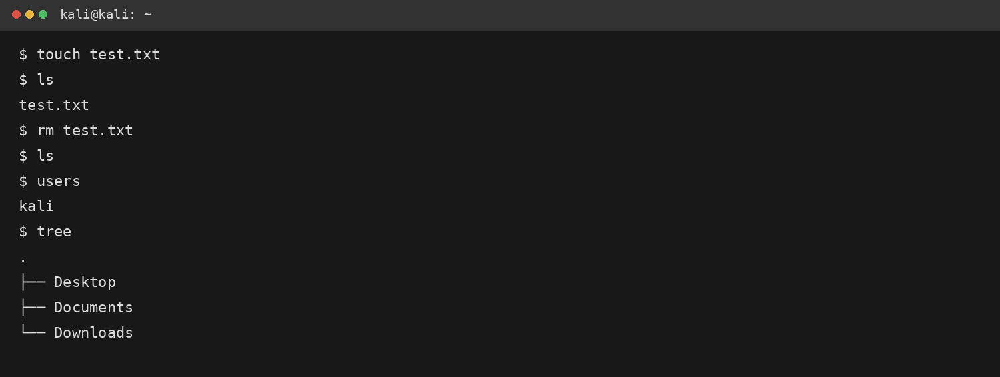 kali@kali: ~
$ touch test.txt
$ ls
test.txt
$ rm test.txt
$ ls
$ users
kali
$ tree
.
├── Desktop
├── Documents
└── Downloads